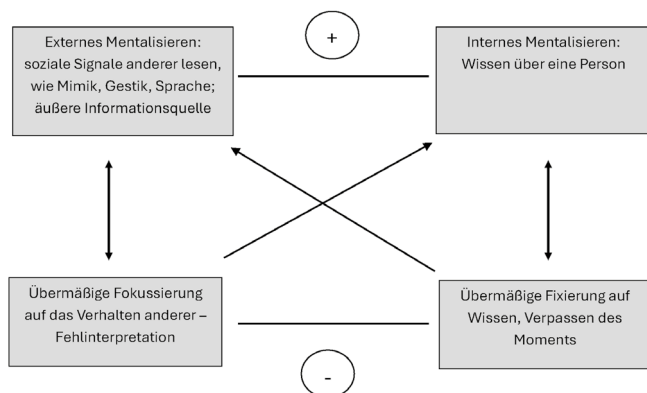 +
Externes Mentalisieren:
soziale Signale anderer lesen,
wie Mimik, Gestik, Sprache;
äußere Informationsquelle
Internes Mentalisieren:
Wissen über eine Person
Übermäßige Fokussierung
auf das Verhalten anderer –
Fehlinterpretation
Übermäßige Fixierung auf
Wissen, Verpassen des
Moments
-